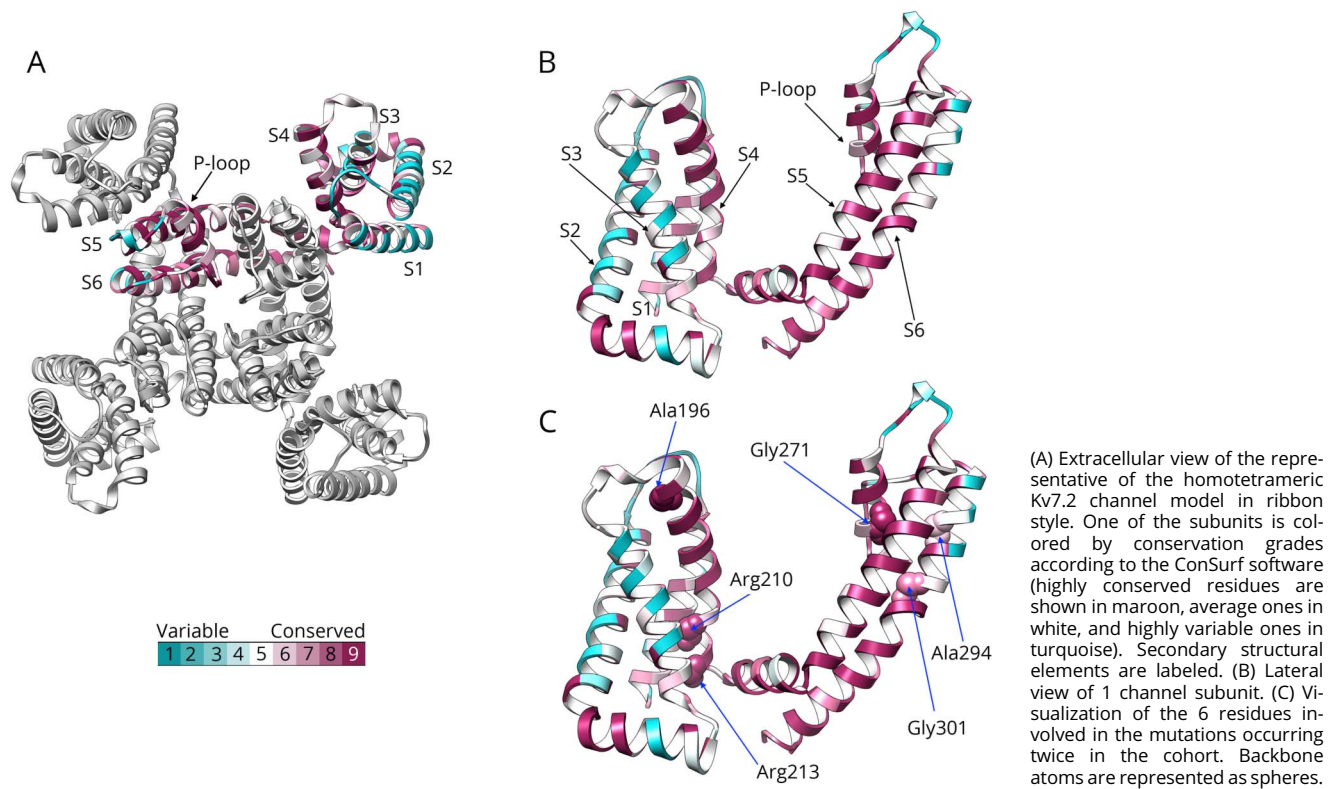 A
S4
S3
S2
P-loop
S5
S6
S1
Variable Conserved
1 2 3 4 5 6 7 8 9
B
P-loop
S3
S4
S5
S2
S1
S6
C
Ala196
Gly271
Arg210
Ala294
Gly301
Arg213
(A) Extracellular view of the repre-
sentative of the homotetrameric
Kv7.2 channel model in ribbon
style. One of the subunits is col-
ored by conservation grades
according to the ConSurf software
(highly conserved residues are
shown in maroon, average ones in
white, and highly variable ones in
turquoise). Secondary structural
elements are labeled. (B) Lateral
view of 1 channel subunit. (C) Vi-
sualization of the 6 residues in-
volved in the mutations occurring
twice in the cohort. Backbone
atoms are represented as spheres.